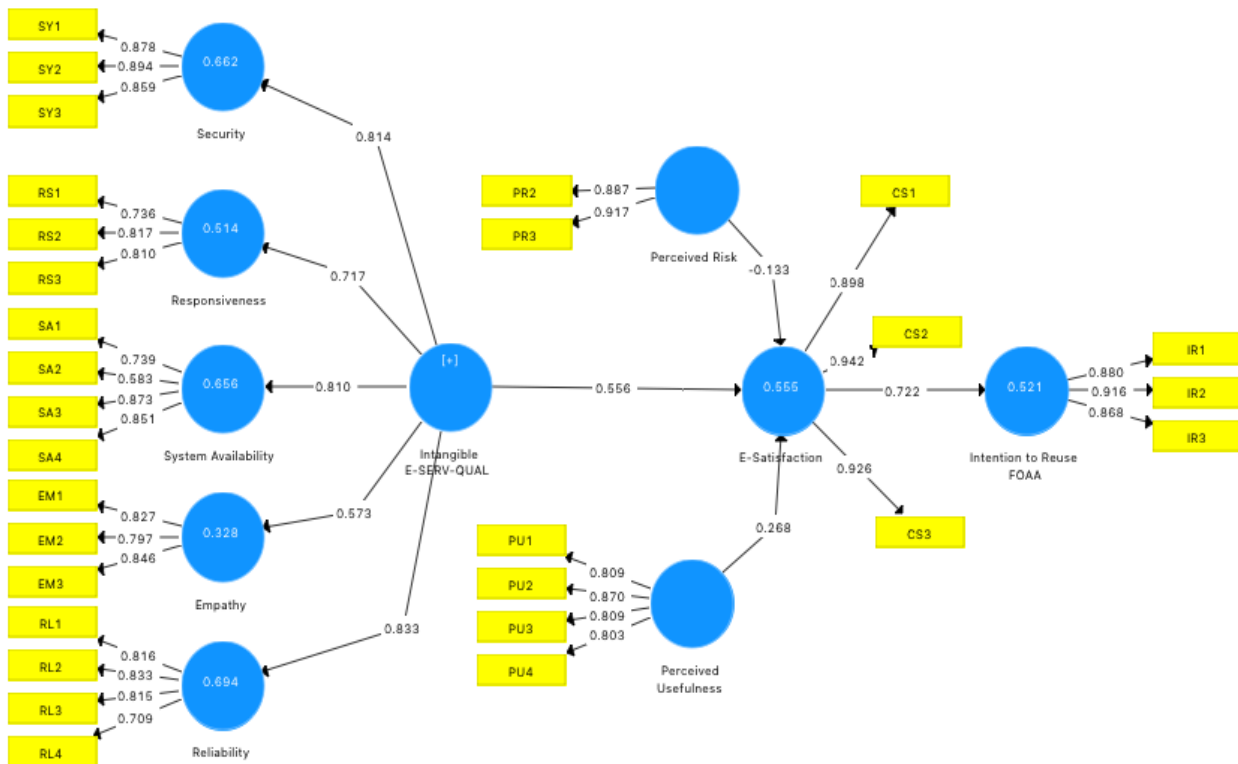 SY1
0.878
SY2
0.894
SY3
0.859
0.662
Security
0.814
RS1
0.736
RS2
0.817
RS3
0.810
0.514
Responsiveness
0.717
SA1
0.739
SA2
0.583
SA3
0.873
SA4
0.851
0.656
System Availability
0.810
EM1
0.827
EM2
0.797
EM3
0.846
0.328
Empathy
0.573
RL1
0.816
RL2
0.833
RL3
0.815
RL4
0.709
0.694
Reliability
0.833
[+]
Intangible
E-SERV-QUAL
0.556
PR2
0.887
PR3
0.917
Perceived Risk
-0.133
PU1
0.809
PU2
0.870
PU3
0.809
PU4
0.803
Perceived
Usefulness
0.268
CS1
0.898
CS2
0.942
CS3
0.926
0.555
E-Satisfaction
0.722
0.521
Intention to Reuse
FOAA
IR1
0.880
IR2
0.916
IR3
0.868